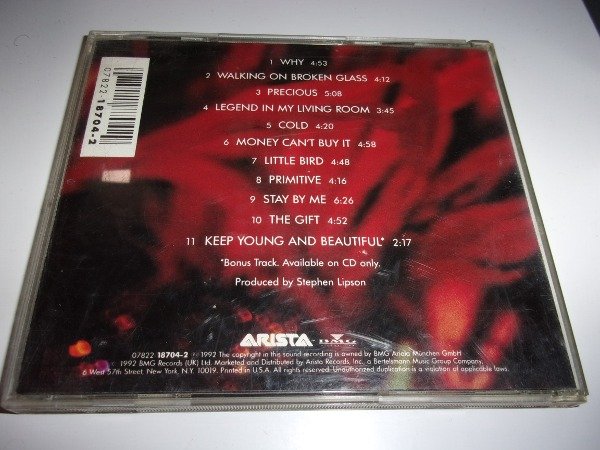 07822 18704-2
1 WHY 4:53
2 WALKING ON BROKEN GLASS 4:12
3 PRECIOUS 5:08
4 LEGEND IN MY LIVING ROOM 3:45
5 COLD 4:20
6 MONEY CAN'T BUY IT 4:58
7 LITTLE BIRD 4:48
8 PRIMITIVE 4:16
9 STAY BY ME 6:26
10 THE GIFT 4:52
11 KEEP YOUNG AND BEAUTIFUL* 2:17
*Bonus Track. Available on CD only.
Produced by Stephen Lipson
ARISTA BMG
07822 18704-2 ℗ 1992 The copyright in this sound recording is owned by BMG Ariola München GmbH
© 1992 BMG Records (UK) Ltd. Marketed and Distributed by Arista Records, Inc., a Bertelsmann Music Group Company,
6 West 57th Street, New York, N.Y. 10019. Printed in U.S.A. All rights reserved. Unauthorized duplication is a violation of applicable laws.